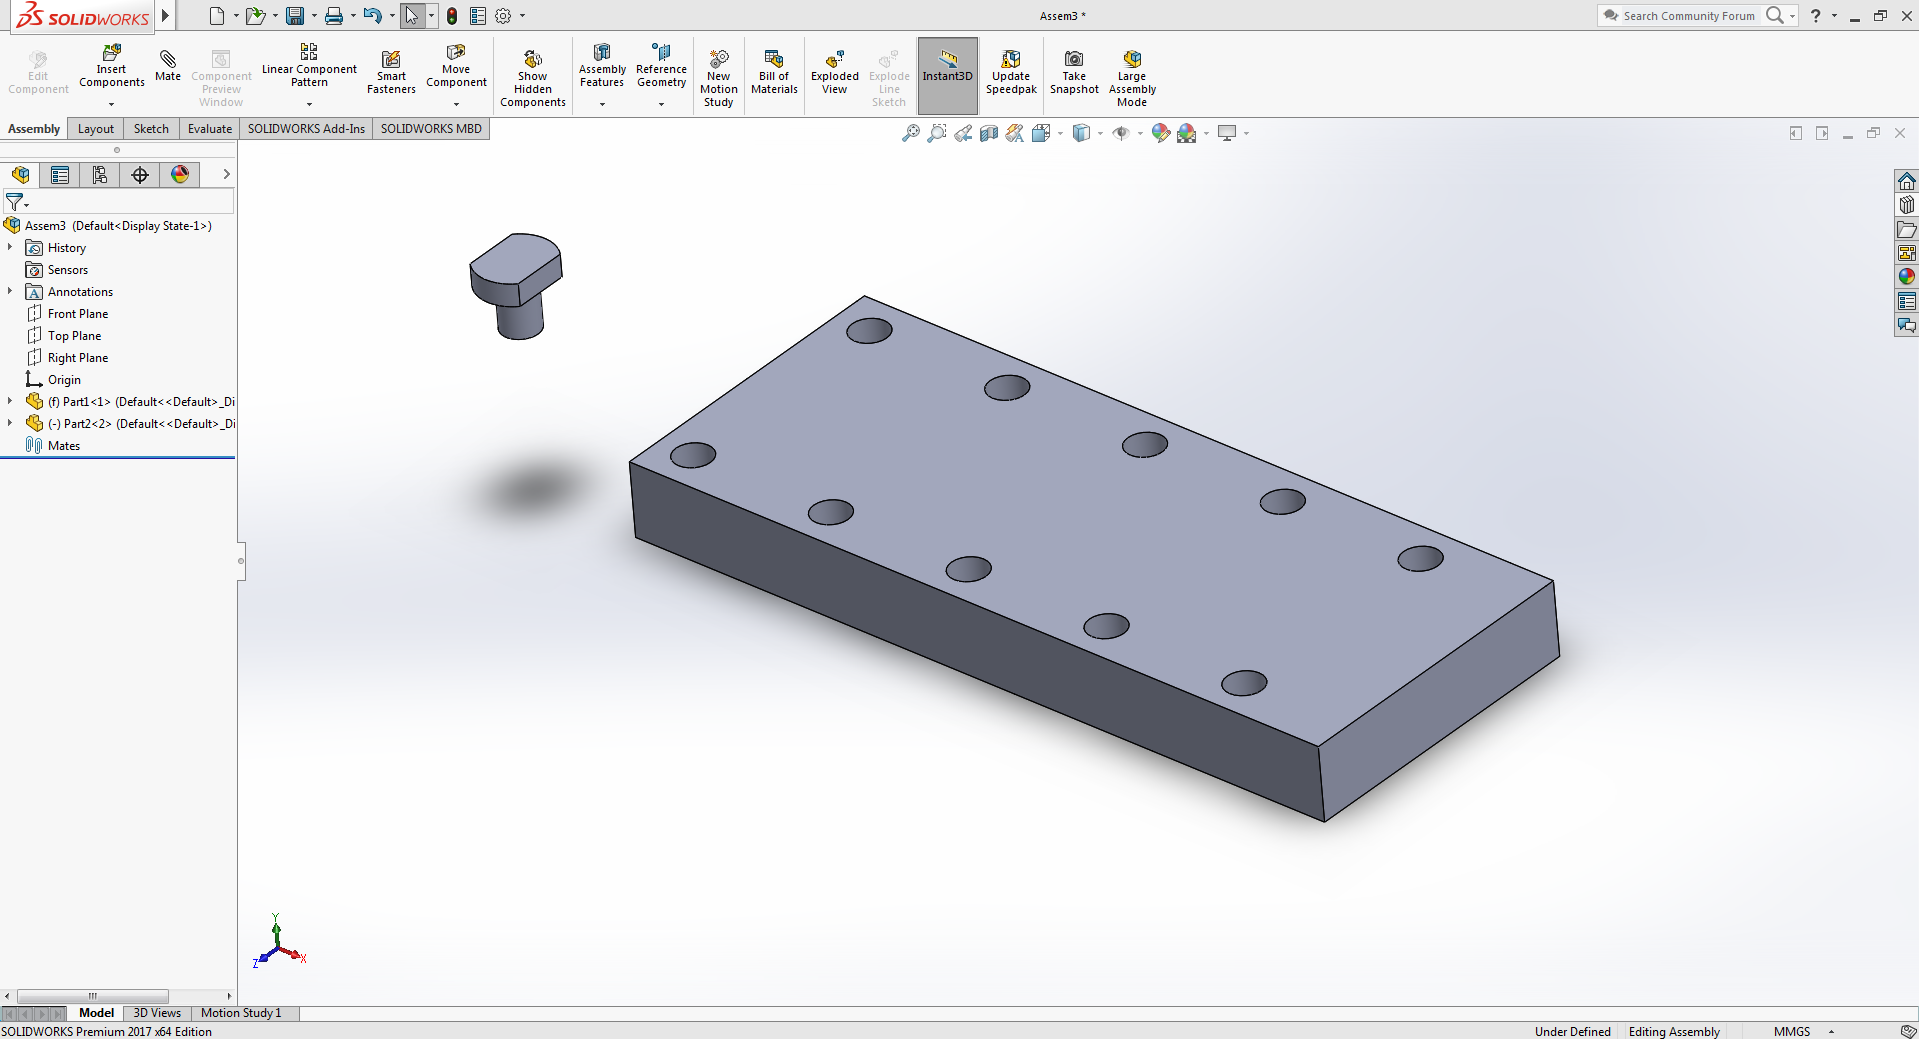 SOLIDWORKS
Assem3 *
Search Community Forum
?
Edit Component
Insert Components
Mate
Component Preview Window
Linear Component Pattern
Smart Fasteners
Move Component
Show Hidden Components
Assembly Features
Reference Geometry
New Motion Study
Bill of Materials
Exploded View
Explode Line Sketch
Instant3D
Update Speedpak
Take Snapshot
Large Assembly Mode
Assembly
Layout
Sketch
Evaluate
SOLIDWORKS Add-Ins
SOLIDWORKS MBD
Assem3 (Default<Display State-1>)
History
Sensors
A Annotations
Front Plane
Top Plane
Right Plane
Origin
(f) Part1<1> (Default<<Default>_Di
(-) Part2<2> (Default<<Default>_Di
Mates
Y
Z
X
Model
3D Views
Motion Study 1
SOLIDWORKS Premium 2017 x64 Edition
Under Defined
Editing Assembly
MMGS